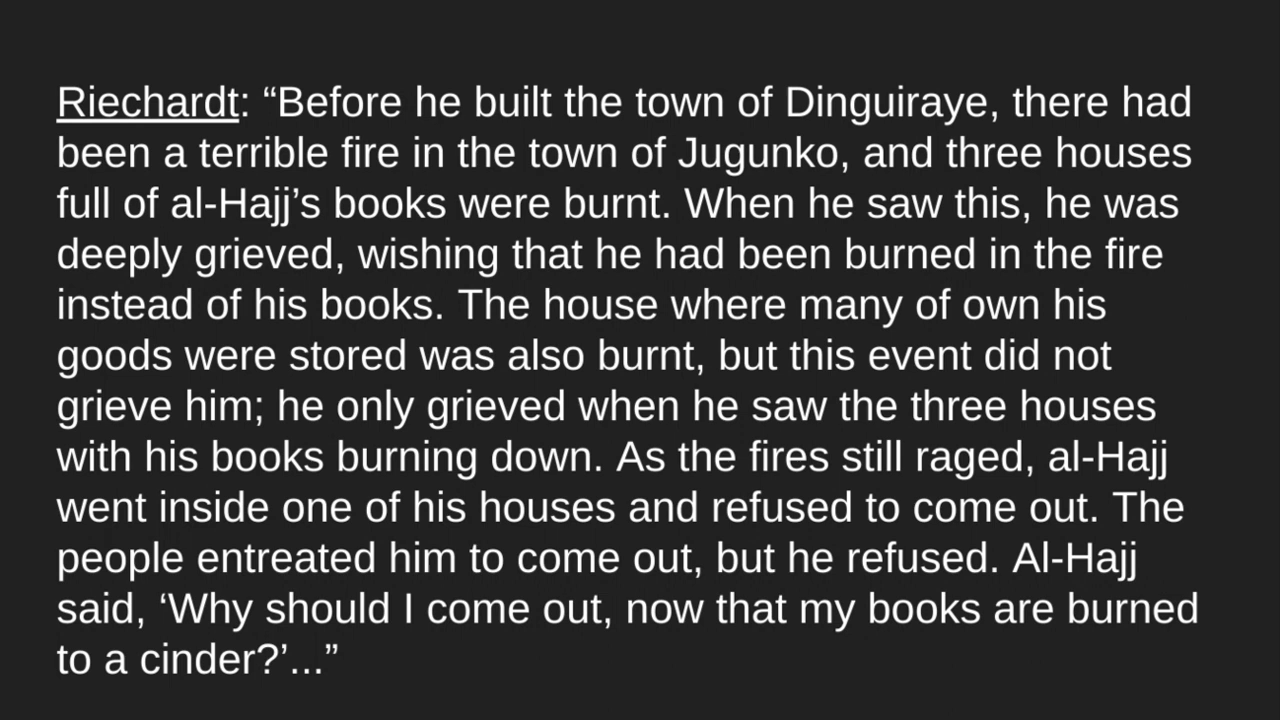 Riechardt: “Before he built the town of Dinguiraye, there had
been a terrible fire in the town of Jugunko, and three houses
full of al-Hajj’s books were burnt. When he saw this, he was
deeply grieved, wishing that he had been burned in the fire
instead of his books. The house where many of own his
goods were stored was also burnt, but this event did not
grieve him; he only grieved when he saw the three houses
with his books burning down. As the fires still raged, al-Hajj
went inside one of his houses and refused to come out. The
people entreated him to come out, but he refused. Al-Hajj
said, ‘Why should I come out, now that my books are burned
to a cinder?’...”